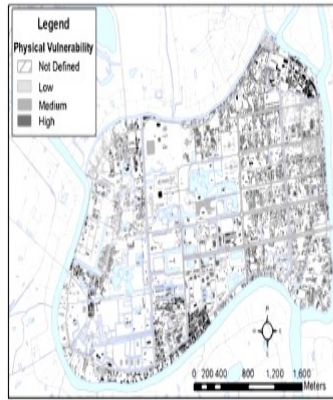 Legend
Physical Vulnerability
Not Defined
Low
Medium
High
N
0 200 400 800 1,200 1,600
Meters